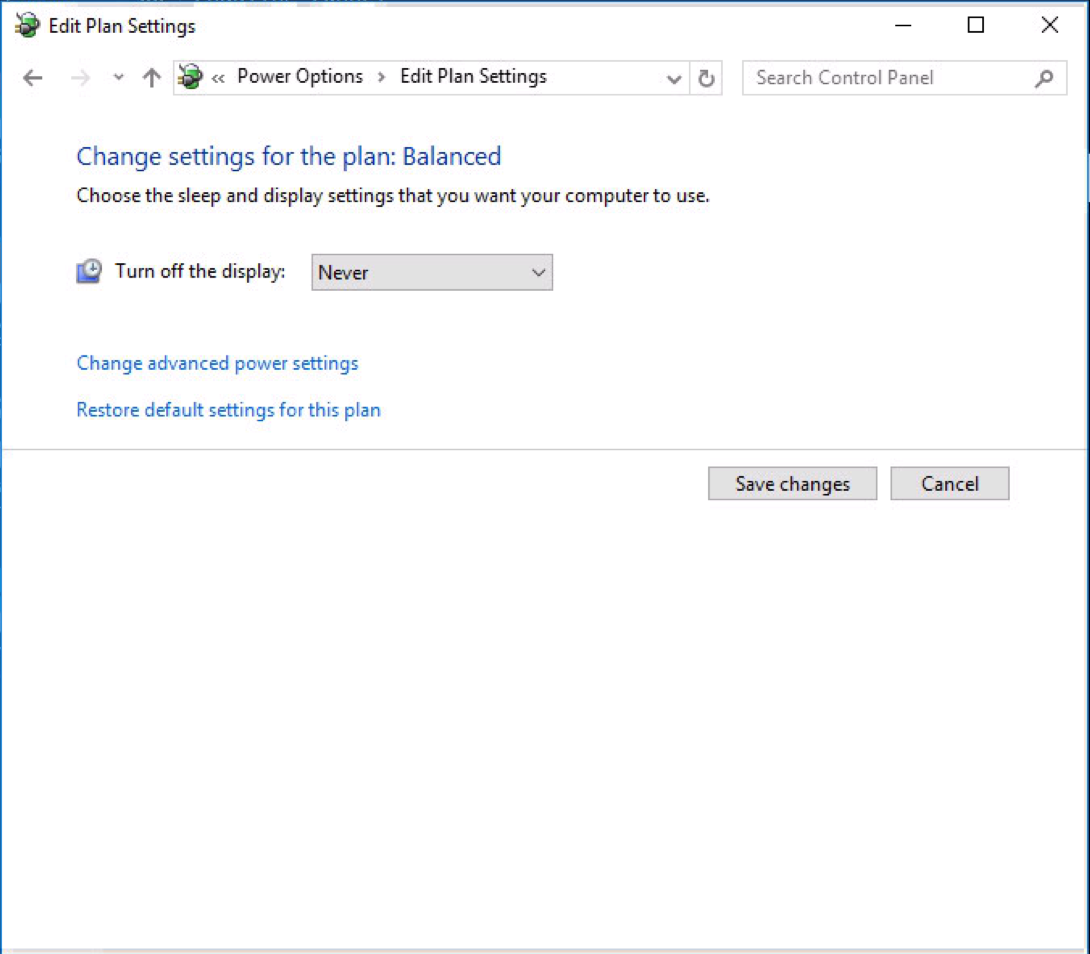 Edit Plan Settings
« Power Options > Edit Plan Settings
Search Control Panel
Change settings for the plan: Balanced
Choose the sleep and display settings that you want your computer to use.
Turn off the display: Never
Change advanced power settings
Restore default settings for this plan
Save changes Cancel